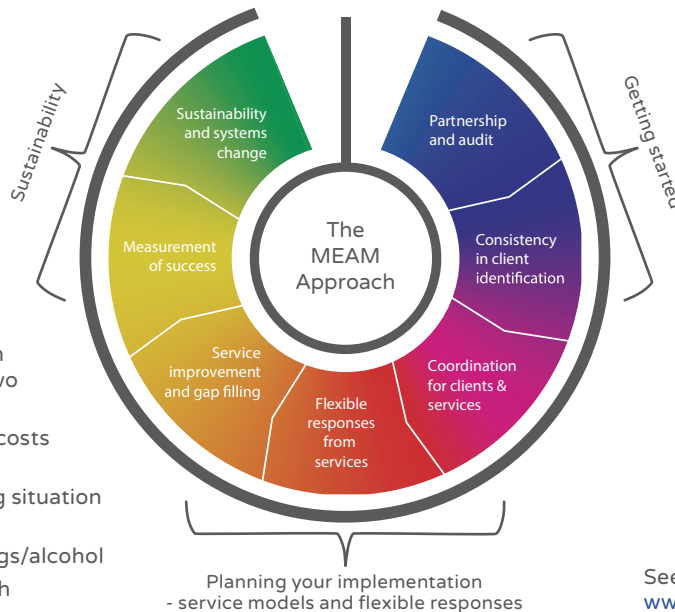 Sustainability
Getting started
The
MEAM
Approach
Partnership
and audit
Consistency
in client
identification
Coordination
for clients &
services
Flexible
responses
from
services
Service
improvement
and gap filling
Measurement
of success
Sustainability
and systems
change
Planning your implementation
- service models and flexible responses
costs
situation
gs/alcohol
See